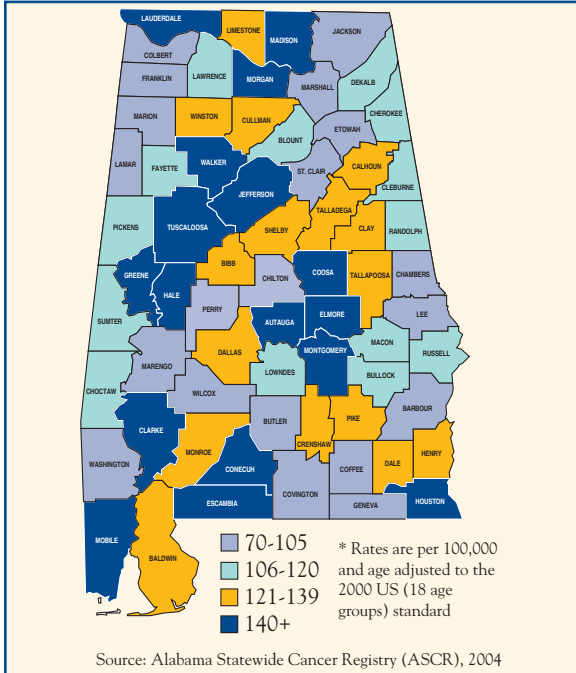 LAUDERDALE
LIMESTONE
MADISON
JACKSON
COLBERT
LAWRENCE
FRANKLIN
MORGAN
MARSHALL
DEKALB
MARION
WINSTON
CULLMAN
CHEROKEE
BLOUNT
ETOWAH
LAMAR
FAYETTE
WALKER
ST. CLAIR
CALHOUN
CLEBURNE
JEFFERSON
TALLADEGA
PICKENS
TUSCALOOSA
SHELBY
CLAY
RANDOLPH
BIBB
GREENE
COOSA
TALLAPOOSA
CHAMBERS
HALE
CHILTON
PERRY
SUMTER
AUTAUGA
ELMORE
LEE
MACON
RUSSELL
DALLAS
MONTGOMERY
MARENGO
LOWNDES
BULLOCK
CHOCTAW
WILCOX
BARBOUR
CLARKE
BUTLER
PIKE
MONROE
CRENSHAW
WASHINGTON
CONECUH
COFFEE
DALE
HENRY
COVINGTON
ESCAMBIA
GENEVA
HOUSTON
MOBILE
BALDWIN
70-105
106-120
121-139
140+
* Rates are per 100,000
and age adjusted to the
2000 US (18 age
groups) standard
Source: Alabama Statewide Cancer Registry (ASCR), 2004